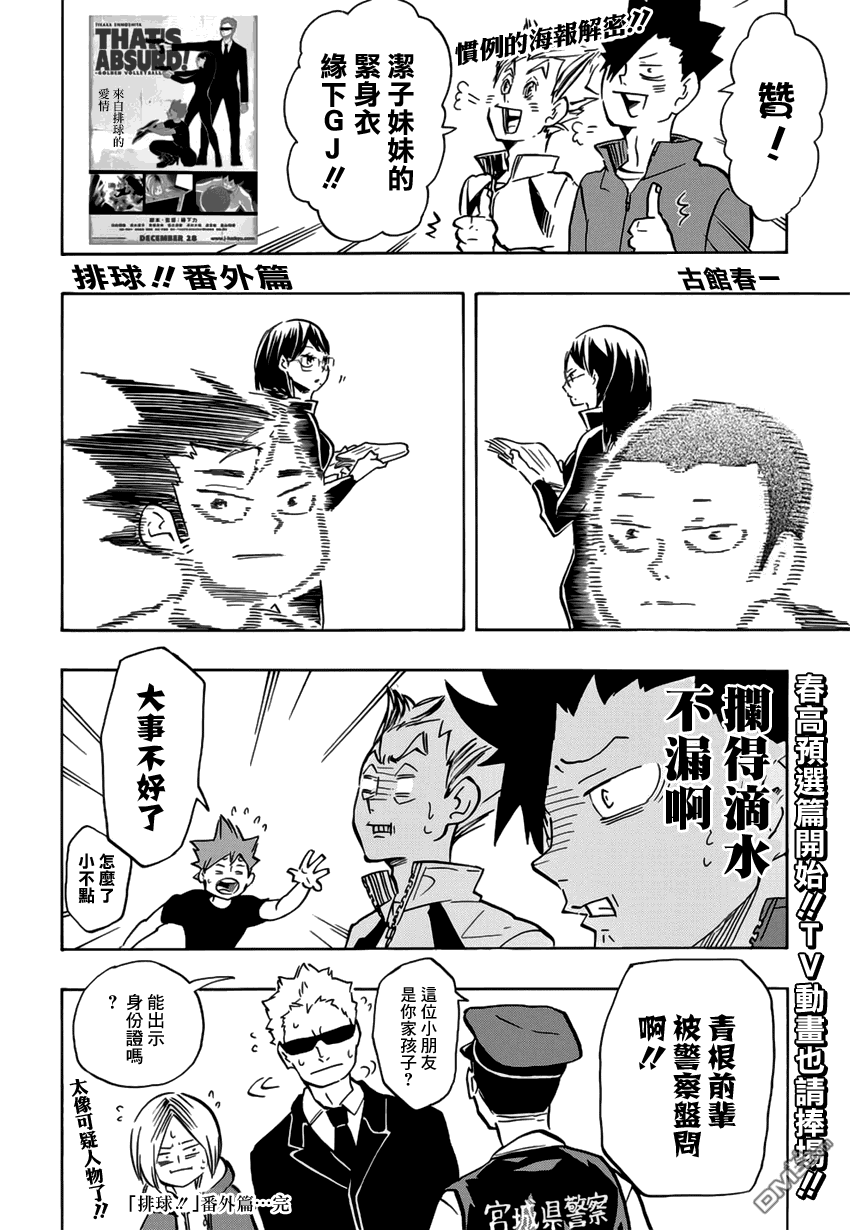 贊！
慣例的海報解密!!
潔子妹妹的
緊身衣
緣下GJ!!
CHIKARA ENNOSHITA
THAT'S
ABSURD!
-GOLDEN VOLLEYBALL-
來自排球的
愛情
DECEMBER 28
排球!!番外篇
古館春一
攔得滴水
不漏啊
大事不好了
怎麼了
小不點
春高預選篇開始!!TV動畫也請捧場!!
青根前輩
被警察盤問
啊!!
這位小朋友
是你家孩子?
能出示
身份證嗎
?
太像可疑人物了!!
宮城県警察
「排球!!」番外篇…完